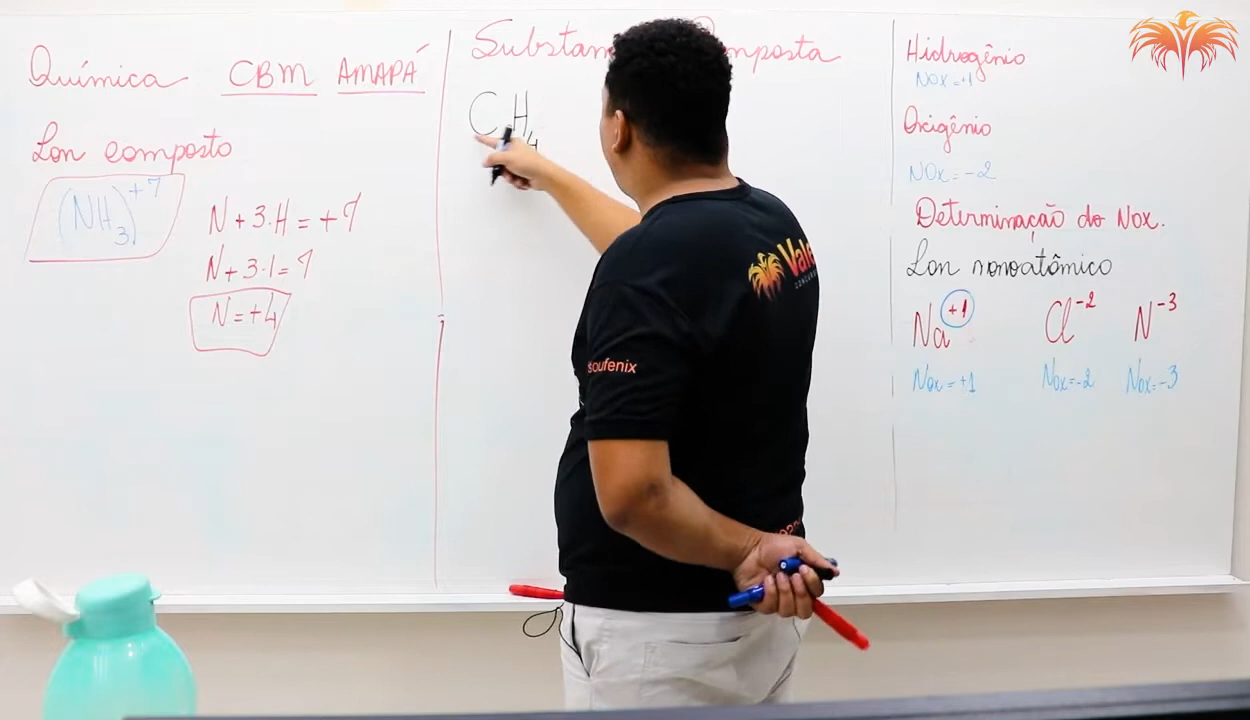 Química CBM AMAPÁ
Íon composto
(NH3)+7
N + 3.H = +7
N + 3.1 = 7
N = +4
CH4
Hidrogênio
NOX = +1
Oxigênio
NOX = -2
Determinação do Nox.
Íon monoatômico
Na+1 Cl-2 N-3
Nox = +1 Nox = -2 Nox = -3
soufenix